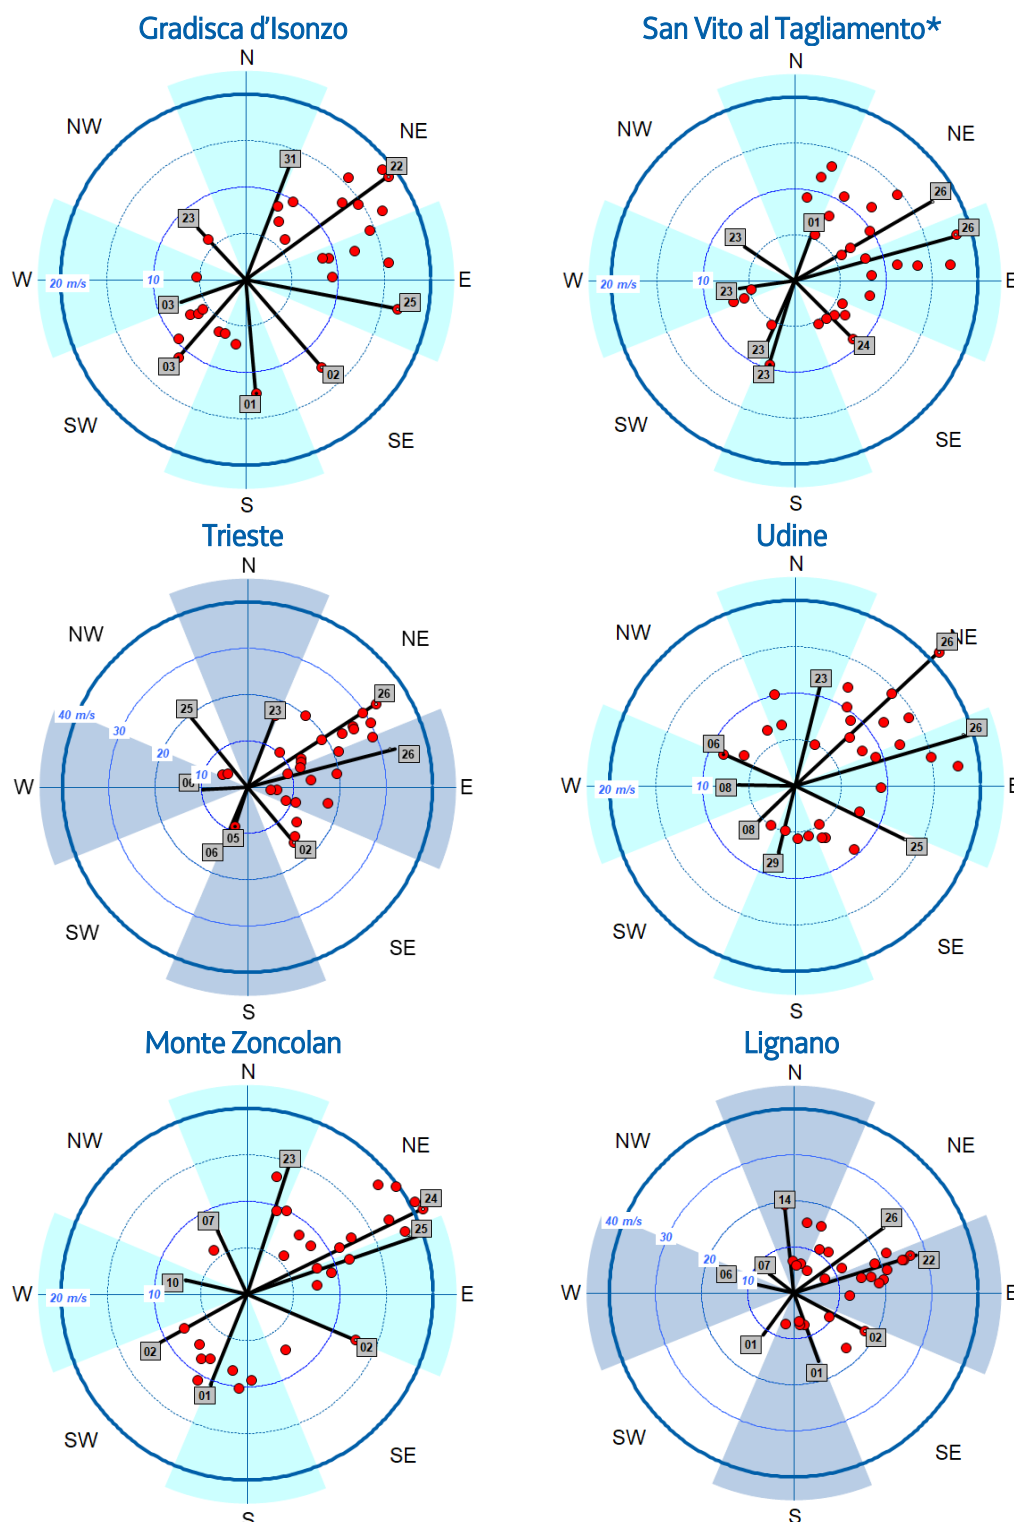 Gradisca d'Isonzo
San Vito al Tagliamento*
N
N
NW
NE
NW
NE
31
22
23
26
01
26
23
W
20 m/s
10
E
W
20 m/s
10
E
23
03
25
03
02
01
23
23
24
SW
SE
SW
SE
S
S
Trieste
Udine
N
N
NW
NE
NW
NE
26
25
23
26
23
26
40 m/s
30
20
10
26
06
W
06
E
W
20 m/s
10
08
E
05
06
02
08
29
25
SW
SE
SW
SE
S
S
Monte Zoncolan
Lignano
N
N
NW
NE
NW
NE
23
24
07
25
14
26
40 m/s
30
20
10
07
22
06
W
20 m/s
10
10
E
W
E
02
02
01
01
02
01
SW
SE
SW
SE
S
S